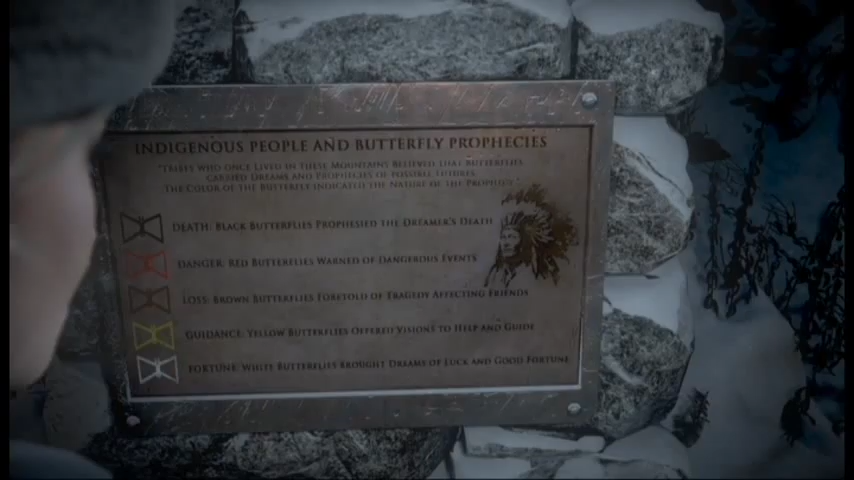 INDIGENOUS PEOPLE AND BUTTERFLY PROPHECIES
"TRIBES WHO ONCE LIVED IN THESE MOUNTAINS BELIEVED THAT BUTTERFLIES
CARRIED DREAMS AND PROPHECIES OF POSSIBLE FUTURES.
THE COLOR OF THE BUTTERFLY INDICATED THE NATURE OF THE PROPHECY."
DEATH: BLACK BUTTERFLIES PROPHESIED THE DREAMER'S DEATH
DANGER: RED BUTTERFLIES WARNED OF DANGEROUS EVENTS
LOSS: BROWN BUTTERFLIES FORETOLD OF TRAGEDY AFFECTING FRIENDS
GUIDANCE: YELLOW BUTTERFLIES OFFERED VISIONS TO HELP AND GUIDE
FORTUNE: WHITE BUTTERFLIES BROUGHT DREAMS OF LUCK AND GOOD FORTUNE